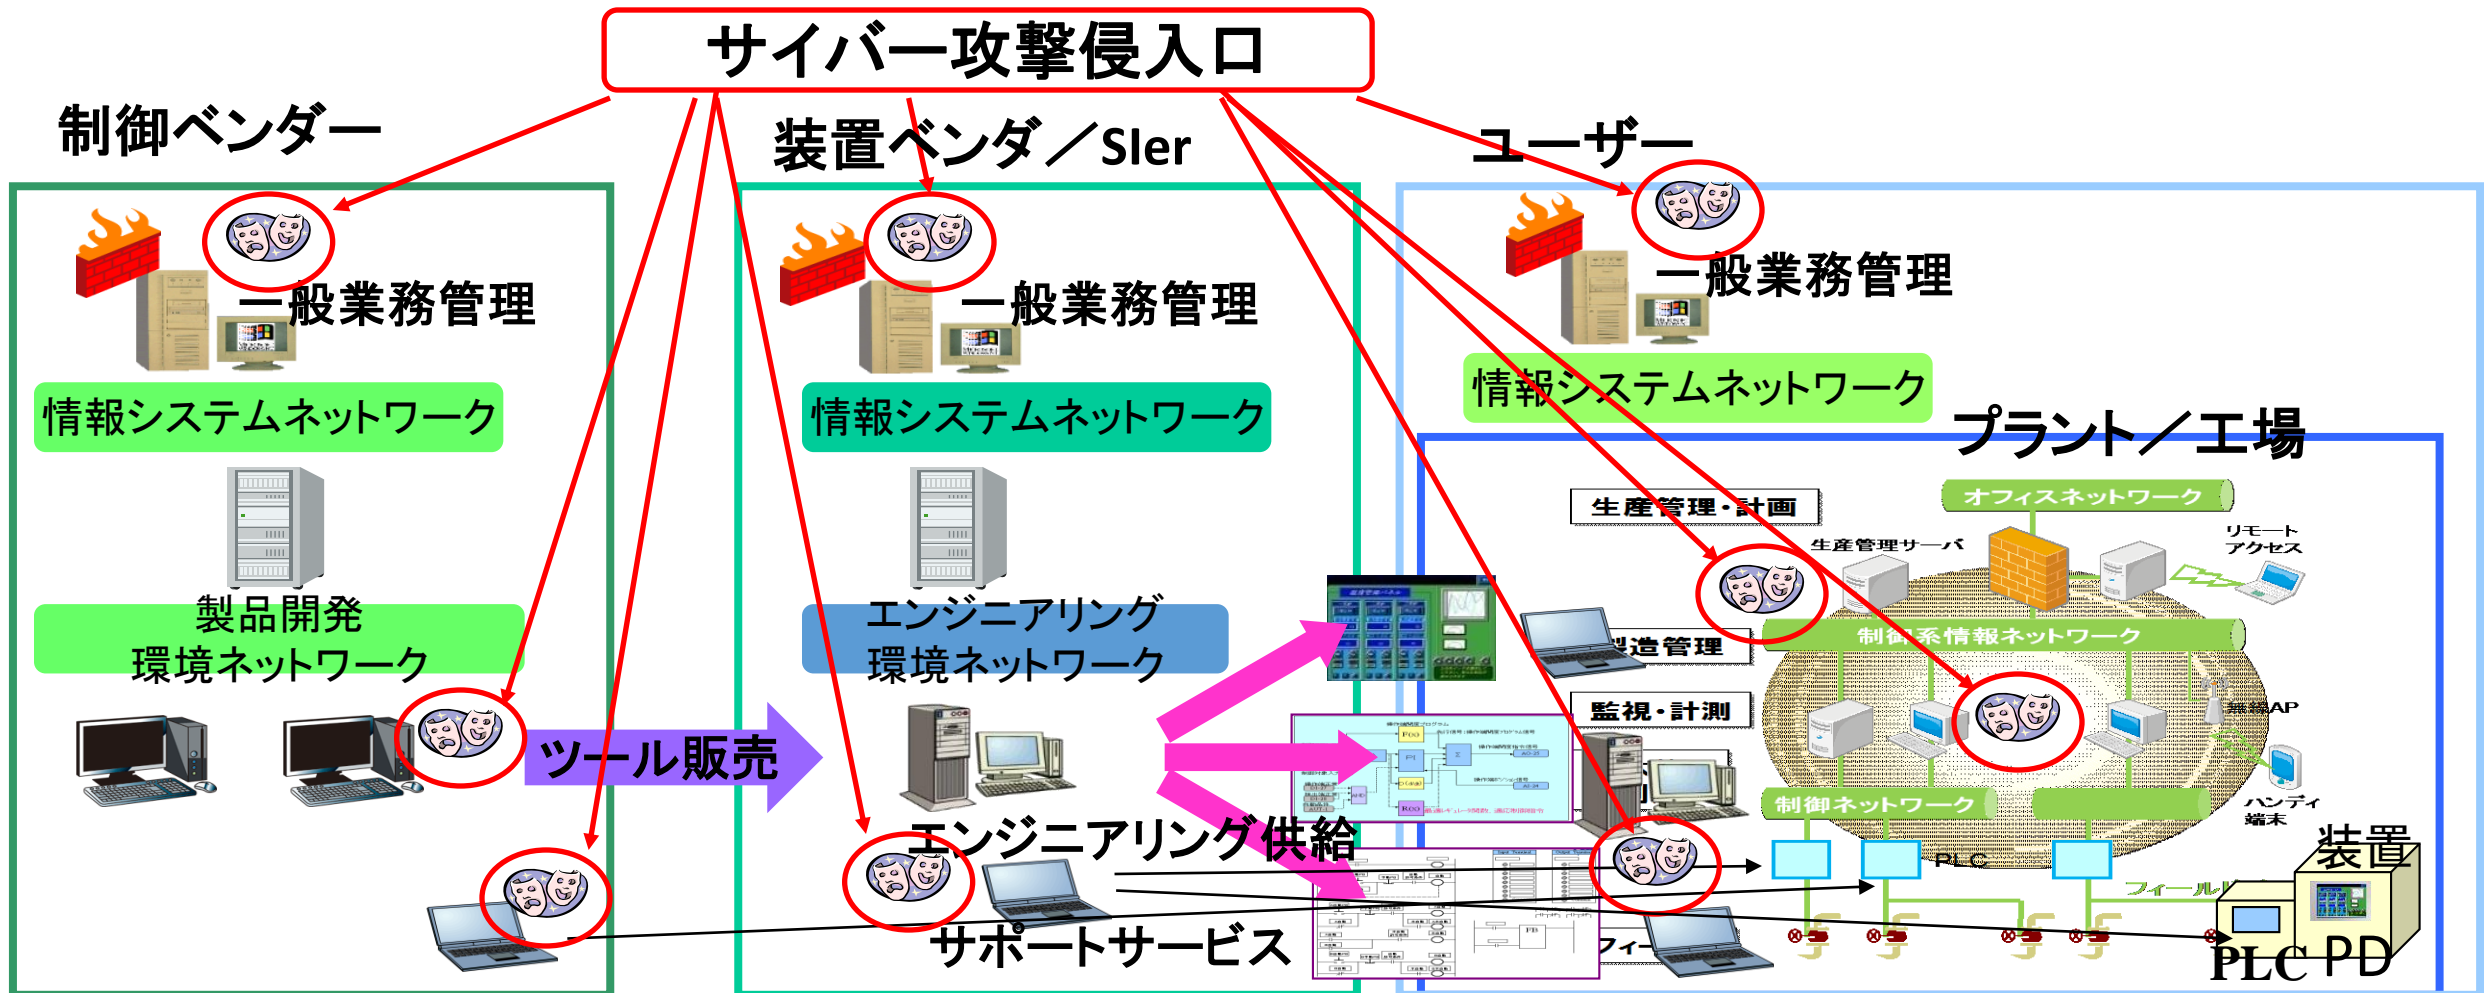 サイバー攻撃侵入口
制御ベンダー
装置ベンダ／SIer
ユーザー
一般業務管理
一般業務管理
一般業務管理
情報システムネットワーク
情報システムネットワーク
情報システムネットワーク
プラント／工場
製品開発
環境ネットワーク
エンジニアリング
環境ネットワーク
ツール販売
エンジニアリング供給
サポートサービス
生産管理・計画
造管理
監視・計測
フィー
オフィスネットワーク
リモート
アクセス
生産管理サーバ
制御系情報ネットワーク
無線AP
ハンディ
端末
制御ネットワーク
PLC
フィール
装置
PLC PD
PI
FB